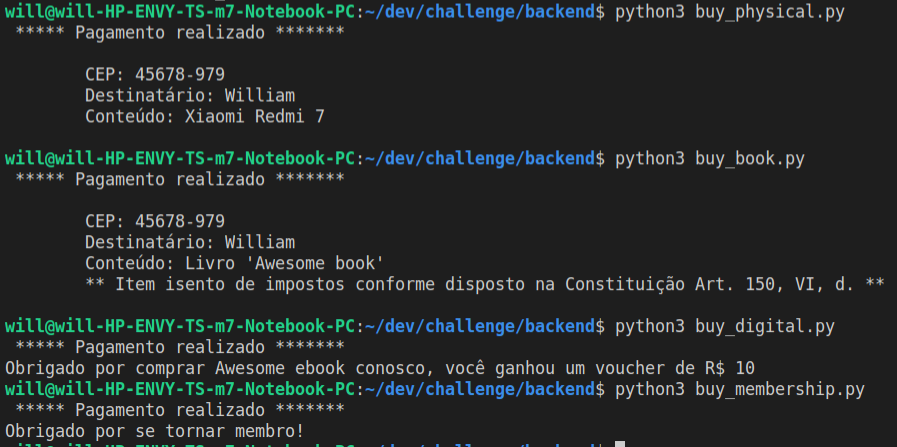 will@will-HP-ENVY-TS-m7-Notebook-PC:~/dev/challenge/backend$ python3 buy_physical.py
***** Pagamento realizado *******
CEP: 45678-979
Destinatário: William
Conteúdo: Xiaomi Redmi 7
will@will-HP-ENVY-TS-m7-Notebook-PC:~/dev/challenge/backend$ python3 buy_book.py
***** Pagamento realizado *******
CEP: 45678-979
Destinatário: William
Conteúdo: Livro 'Awesome book'
** Item isento de impostos conforme disposto na Constituição Art. 150, VI, d. **
will@will-HP-ENVY-TS-m7-Notebook-PC:~/dev/challenge/backend$ python3 buy_digital.py
***** Pagamento realizado *******
Obrigado por comprar Awesome ebook conosco, você ganhou um voucher de R$ 10
will@will-HP-ENVY-TS-m7-Notebook-PC:~/dev/challenge/backend$ python3 buy_membership.py
***** Pagamento realizado *******
Obrigado por se tornar membro!